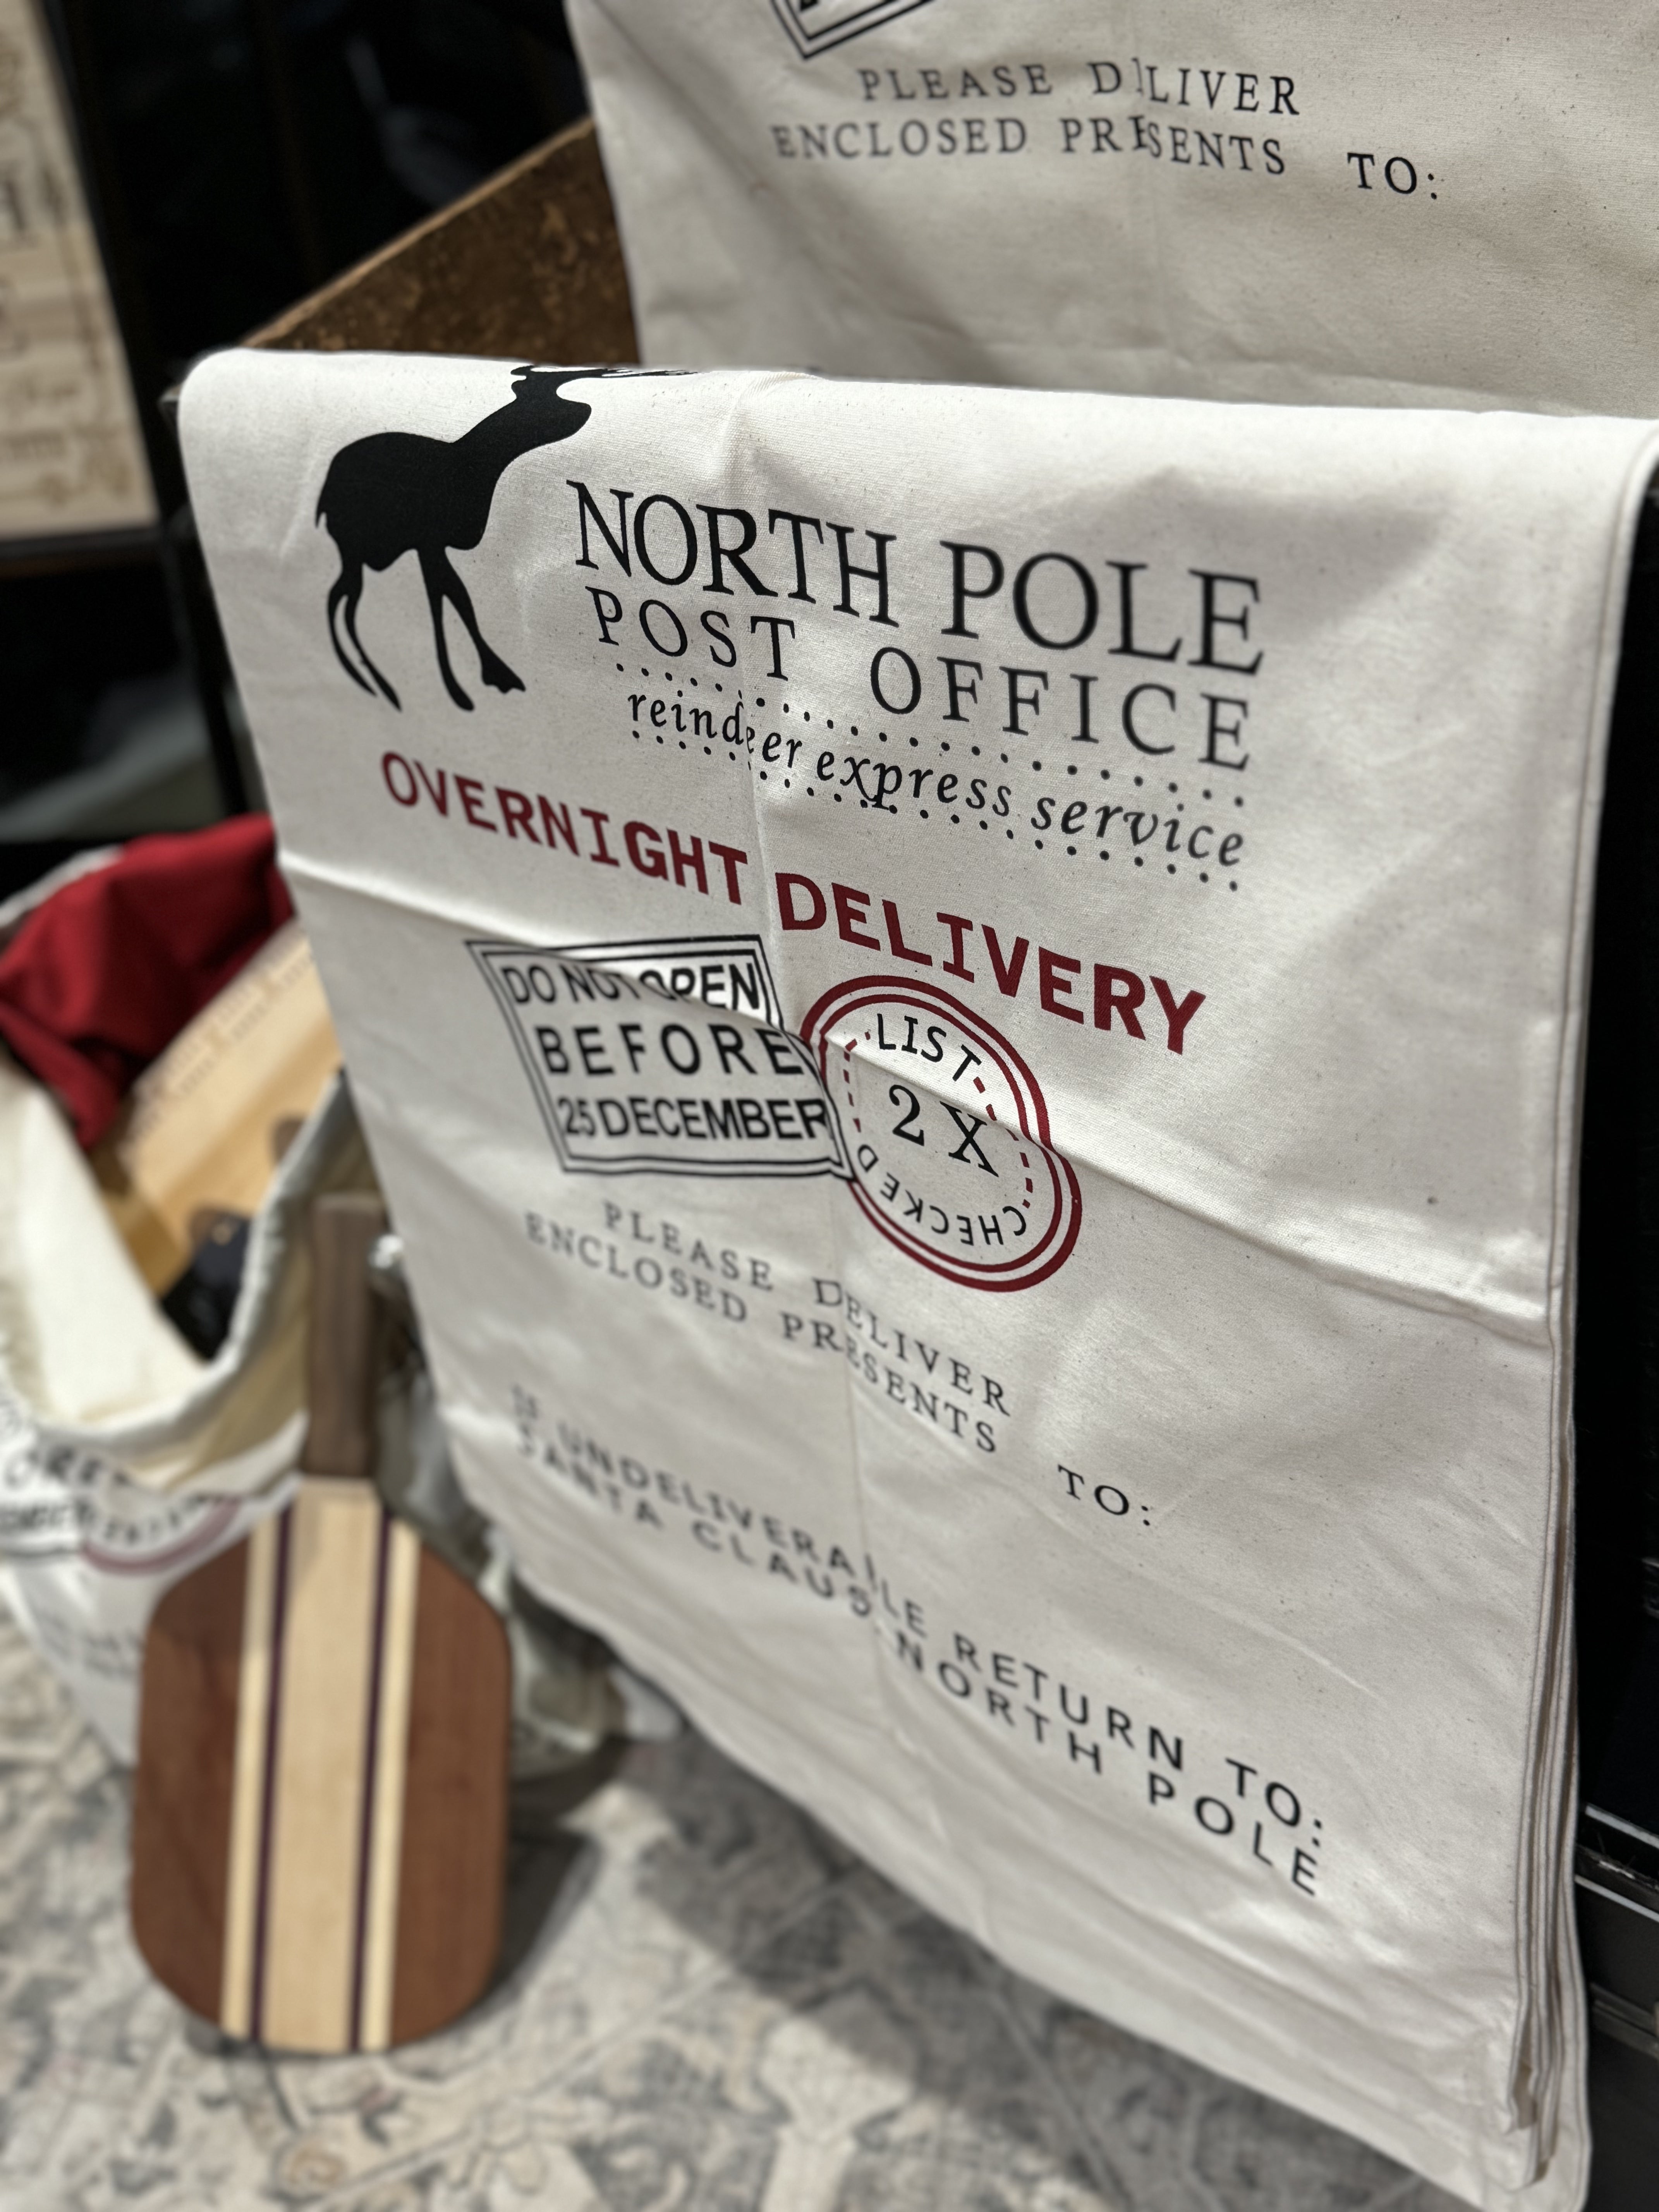 PLEASE DELIVER
ENCLOSED PRESENTS TO:
NORTH POLE
POST OFFICE
reindeer express service
OVERNIGHT DELIVERY
DO NOT OPEN
BEFORE
25 DECEMBER
LIST
2X
CHECKED
PLEASE DELIVER
ENCLOSED PRESENTS
TO:
IF UNDELIVERABLE RETURN TO:
SANTA CLAUS NORTH POLE